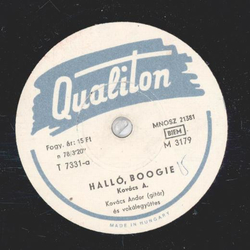 Qualiton
Fogy. ár: 15 Ft
ø 78/3'20"
T 7331-a
MNOSZ 21381
BIEM
M 3179
HALLÓ, BOOGIE
Kovács A.
Kovács Andor (gitár)
és vokálegyüttes
MADE IN HUNGARY